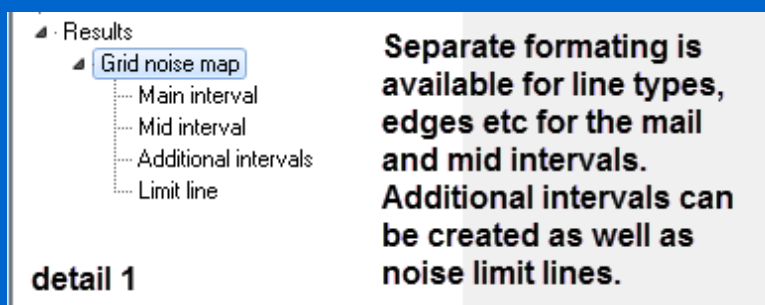 Results
Grid noise map
Main interval
Mid interval
Additional intervals
Limit line
detail 1
Separate formating is
available for line types,
edges etc for the mail
and mid intervals.
Additional intervals can
be created as well as
noise limit lines.